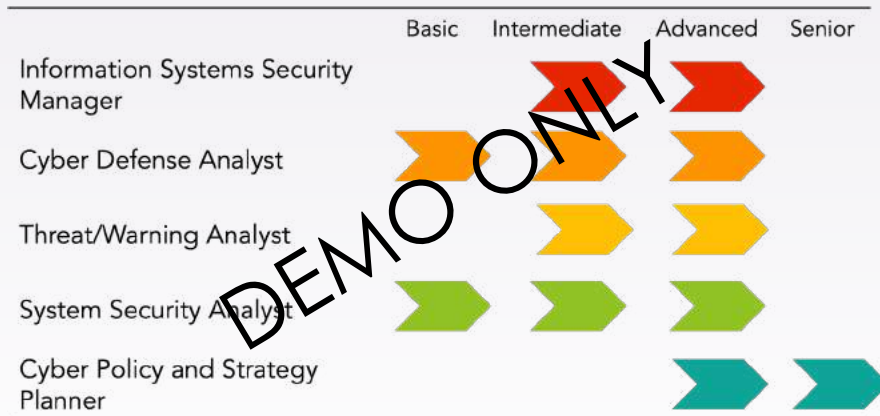 Basic Intermediate Advanced Senior
Information Systems Security
Manager
Cyber Defense Analyst
Threat/Warning Analyst
System Security Analyst
Cyber Policy and Strategy
Planner
DEMO ONLY